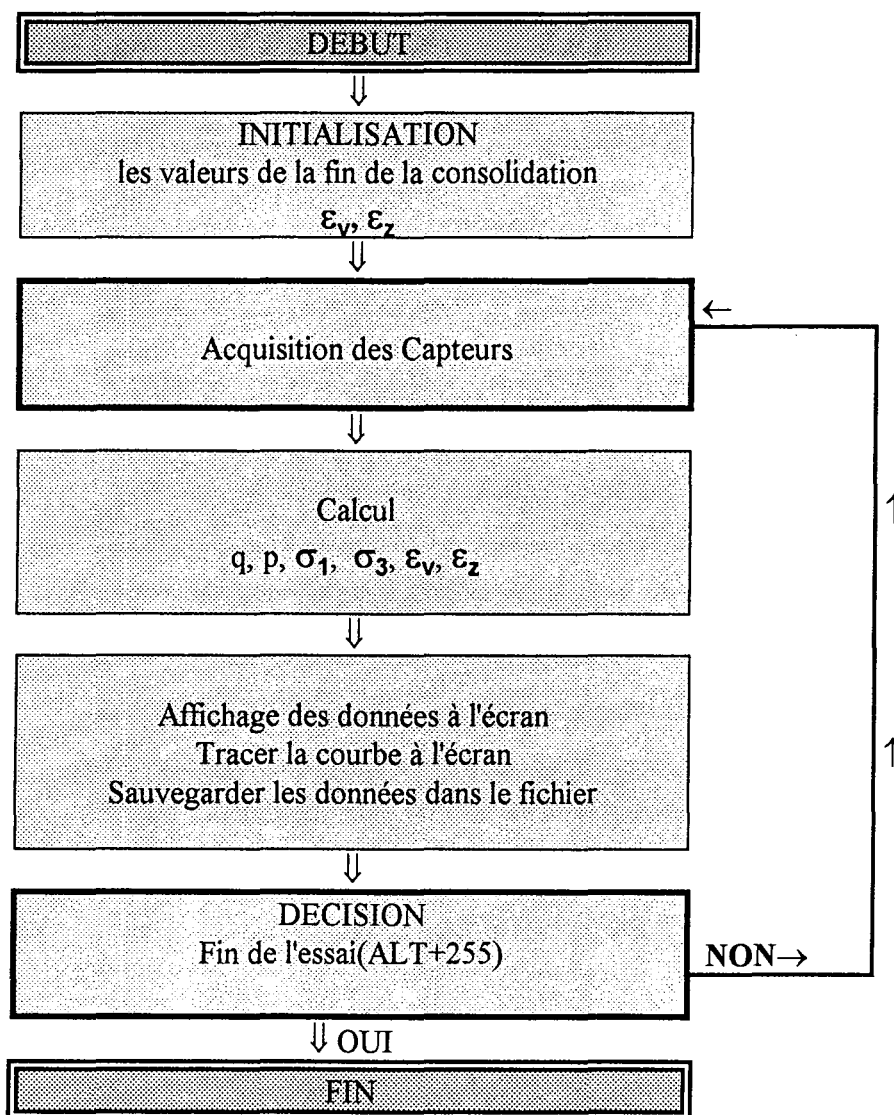 DEBUT
⇓
INITIALISATION
les valeurs de la fin de la consolidation
εv, εz
⇓
Acquisition des Capteurs
←
⇓
Calcul
q, p, σ1, σ3, εv, εz
↑
⇓
Affichage des données à l'écran
Tracer la courbe à l'écran
Sauvegarder les données dans le fichier
↑
⇓
DECISION
Fin de l'essai(ALT+255)
NON→
⇓ OUI
FIN